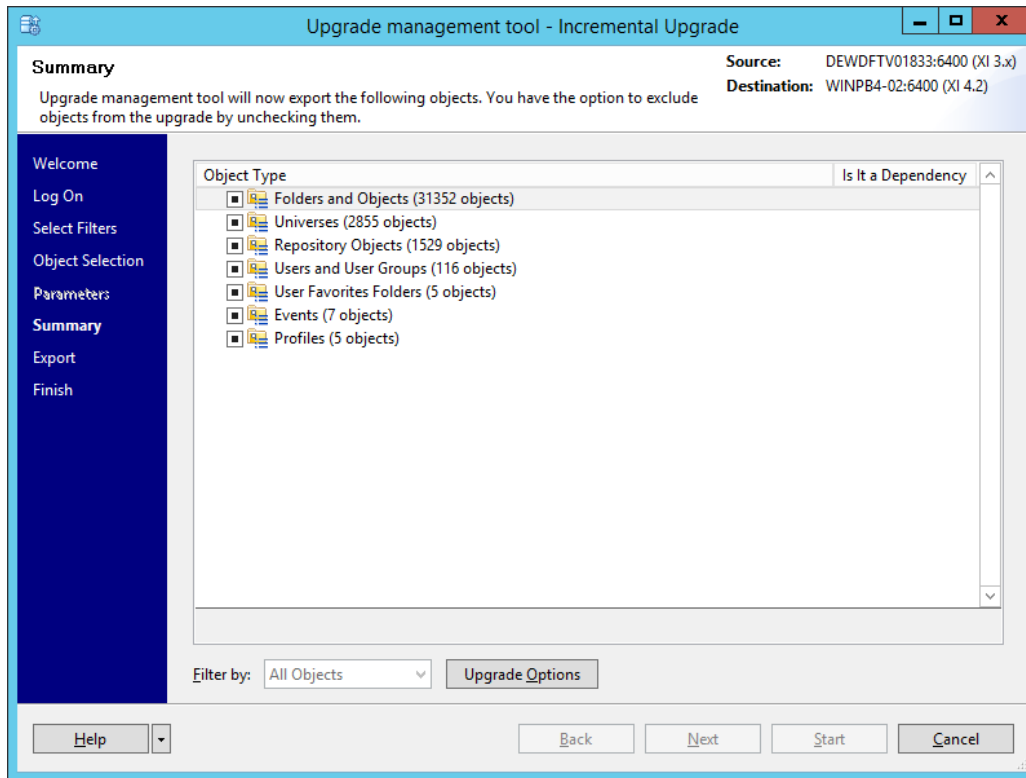 Upgrade management tool - Incremental Upgrade
Summary
Upgrade management tool will now export the following objects. You have the option to exclude
objects from the upgrade by unchecking them.
Source: DEWDFTV01833:6400 (XI 3.x)
Destination: WINPB4-02:6400 (XI 4.2)
Welcome
Log On
Select Filters
Object Selection
Parameters
Summary
Export
Finish
Object Type Is It a Dependency
Folders and Objects (31352 objects)
Universes (2855 objects)
Repository Objects (1529 objects)
Users and User Groups (116 objects)
User Favorites Folders (5 objects)
Events (7 objects)
Profiles (5 objects)
Filter by: All Objects Upgrade Options
Help Back Next Start Cancel